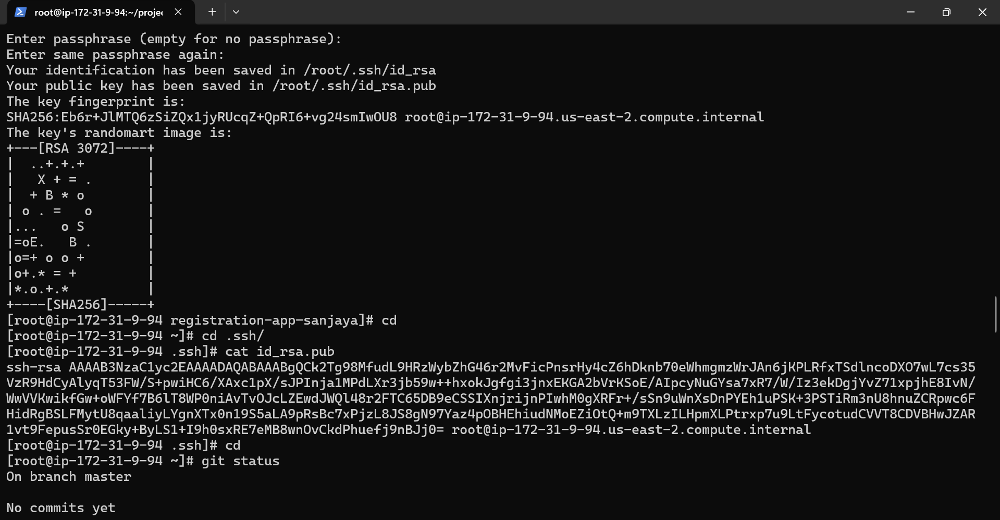 root@ip-172-31-9-94:~/projec
Enter passphrase (empty for no passphrase):
Enter same passphrase again:
Your identification has been saved in /root/.ssh/id_rsa
Your public key has been saved in /root/.ssh/id_rsa.pub
The key fingerprint is:
SHA256:Eb6r+JlMTQ6zSiZQx1jyRUcqZ+QpRI6+vg24smIwOU8 root@ip-172-31-9-94.us-east-2.compute.internal
The key's randomart image is:
+---[RSA 3072]----+
|  ..+.+.+        |
|   X + = .       |
|  + B * o        |
| o . =   o       |
|...   o S        |
|=oE.   B .       |
|o=+ o o +        |
|o+.* = +         |
|*.o.+.*          |
+----[SHA256]-----+
[root@ip-172-31-9-94 registration-app-sanjaya]# cd
[root@ip-172-31-9-94 ~]# cd .ssh/
[root@ip-172-31-9-94 .ssh]# cat id_rsa.pub
ssh-rsa AAAAB3NzaC1yc2EAAAADAQABAAABgQCk2Tg98MfudL9HRzWybZhG46r2MvFicPnsrHy4cZ6hDknb70eWhmgmzWrJAn6jKPLRfxTSdlncoDXO7wL7cs35
VzR9HdCyAlyqT53FW/S+pwiHC6/XAxc1pX/sJPInja1MPdLXr3jb59w++hxokJgfgi3jnxEKGA2bVrKSoE/AIpcyNuGYsa7xR7/W/Iz3ekDgjYvZ71xpjhE8IvN/
WwVVKwikfGw+oWFYf7B6lT8WP0niAvTvOJcLZEwdJWQl48r2FTC65DB9eCSSIXnjrijnPIwhM0gXRFr+/sSn9uWnXsDnPYEh1uPSK+3PSTiRm3nU8hnuZCRpwc6F
HidRgBSLFMytU8qaaliyLYgnXTx0n19S5aLA9pRsBc7xPjzL8JS8gN97Yaz4pOBHEhiudNMoEZiOtQ+m9TXLzILHpmXLPtrxp7u9LtFycotudCVVT8CDVBHwJZAR
1vt9FepusSr0EGky+ByLS1+I9h0sxRE7eMB8wnOvCkdPhuefj9nBJj0= root@ip-172-31-9-94.us-east-2.compute.internal
[root@ip-172-31-9-94 .ssh]# cd
[root@ip-172-31-9-94 ~]# git status
On branch master
No commits yet